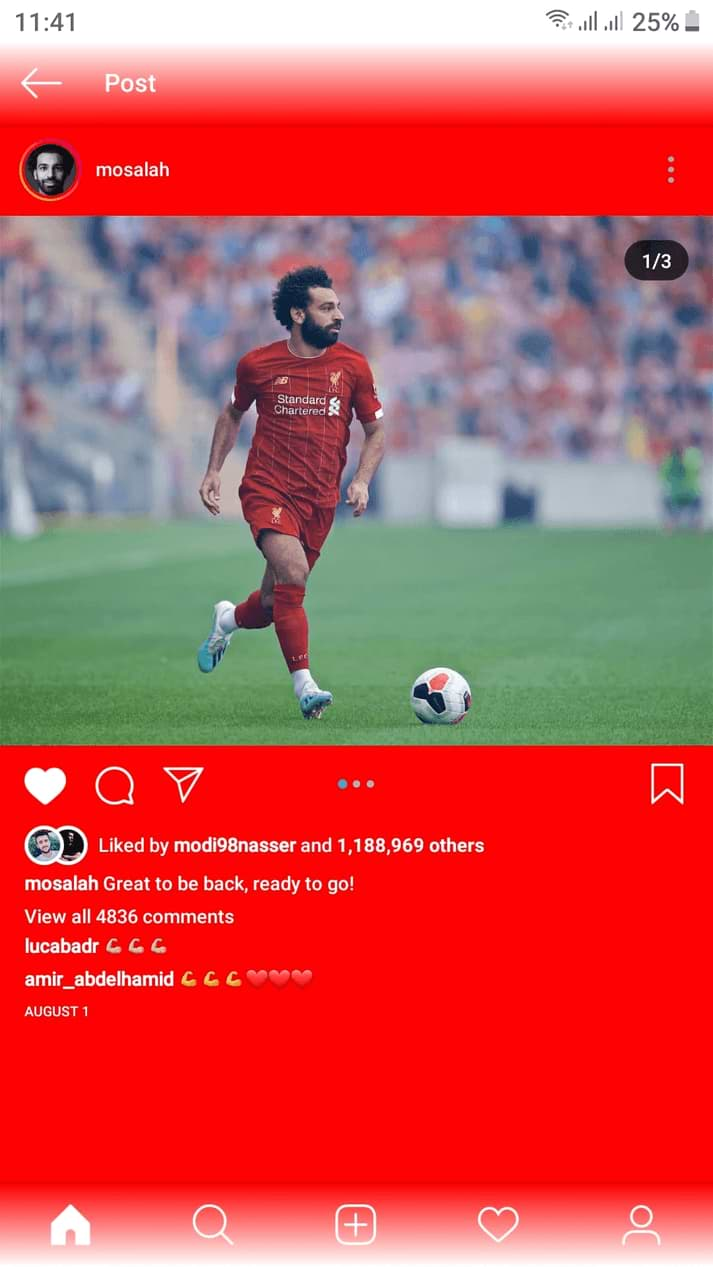 11:41
25%
Post
mosalah
1/3
Standard
Chartered
Liked by modi98nasser and 1,188,969 others
mosalah Great to be back, ready to go!
View all 4836 comments
lucabadr 💪🏼 💪🏼 💪🏼
amir_abdelhamid 💪 💪 💪❤️❤️❤️
AUGUST 1